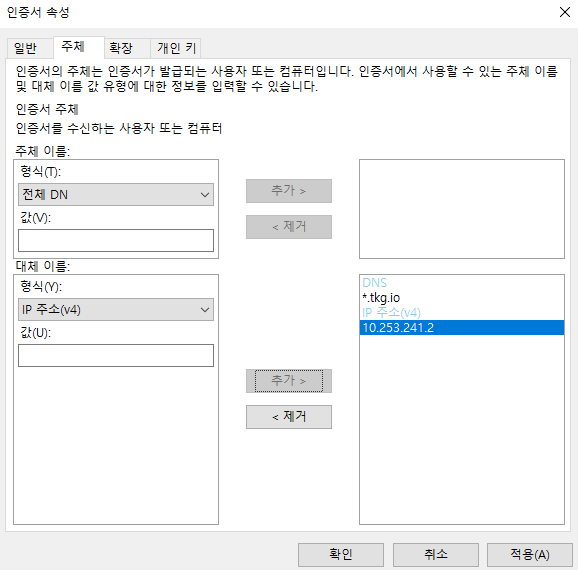 인증서 속성
일반 주체 확장 개인 키
인증서의 주체는 인증서가 발급되는 사용자 또는 컴퓨터입니다. 인증서에서 사용할 수 있는 주체 이름
및 대체 이름 값 유형에 대한 정보를 입력할 수 있습니다.
인증서 주체
인증서를 수신하는 사용자 또는 컴퓨터
주체 이름:
형식(T):
전체 DN
값(V):
추가 >
< 제거
대체 이름:
형식(Y):
IP 주소(v4)
값(U):
추가 >
< 제거
DNS
*.tkg.io
IP 주소(v4)
10.253.241.2
확인 취소 적용(A)